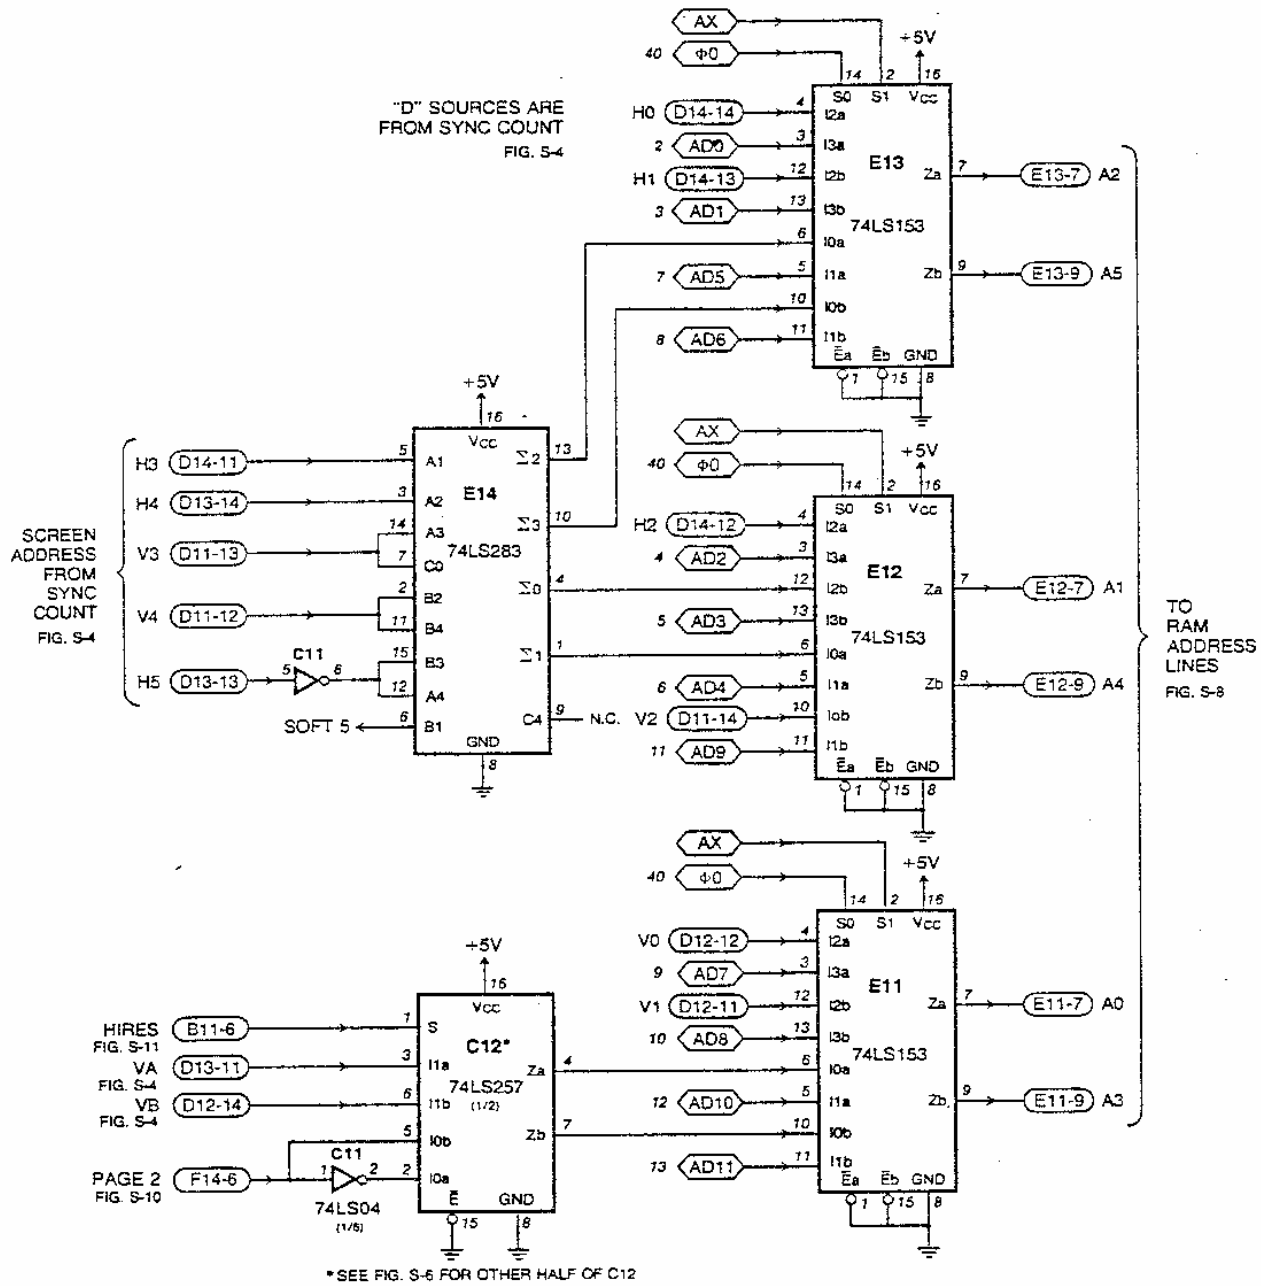 AX
+5V
40 Φ0
14 2 16
S0 S1 VCC
"D" SOURCES ARE
FROM SYNC COUNT
FIG. S-4
H0 D14-14 4 I2a
2 AD0 3 I3a
E13
H1 D14-13 12 I2b
Za 7 E13-7 A2
3 AD1 13 I3b
74LS153
6 I0a
7 AD5 5 I1a
Zb 9 E13-9 A5
10 I0b
8 AD6 11 I1b
Ea Eb GND
1 15 8
+5V
16
VCC
AX
+5V
40 Φ0
14 2 16
S0 S1 VCC
SCREEN
ADDRESS
FROM
SYNC
COUNT
FIG. S-4
H3 D14-11 5 A1
Σ2 13
E14
H4 D13-14 3 A2
14 A3
Σ3 10
V3 D11-13
74LS283
7 C0
2 B2
Σ0 4
V4 D11-12
11 B4
C11
15 B3
Σ1 1
H5 D13-13 5 6
12 A4
SOFT 5 6 B1
C4 9 N.C.
GND
8
H2 D14-12 4 I2a
4 AD2 3 I3a
E12
12 I2b
Za 7 E12-7 A1
5 AD3 13 I3b
74LS153
6 I0a
6 AD4 5 I1a
Zb 9 E12-9 A4
V2 D11-14 10 I0b
11 AD9 11 I1b
Ea Eb GND
1 15 8
TO
RAM
ADDRESS
LINES
FIG. S-8
AX
+5V
40 Φ0
14 2 16
S0 S1 VCC
V0 D12-12 4 I2a
9 AD7 3 I3a
E11
V1 D12-11 12 I2b
Za 7 E11-7 A0
10 AD8 13 I3b
74LS153
6 I0a
12 AD10 5 I1a
Zb 9 E11-9 A3
10 I0b
13 AD11 11 I1b
Ea Eb GND
1 15 8
+5V
16
VCC
HIRES B11-6 1 S
FIG. S-11
C12*
VA D13-11 3 I1a
FIG. S-4
Za 4
74LS257
(1/2)
VB D12-14 6 I1b
FIG. S-4
Zb 7
5 I0b
C11
PAGE 2 F14-6 1 2 2 I0a
FIG. S-10
74LS04
(1/6)
E GND
15 8
*SEE FIG. S-6 FOR OTHER HALF OF C12